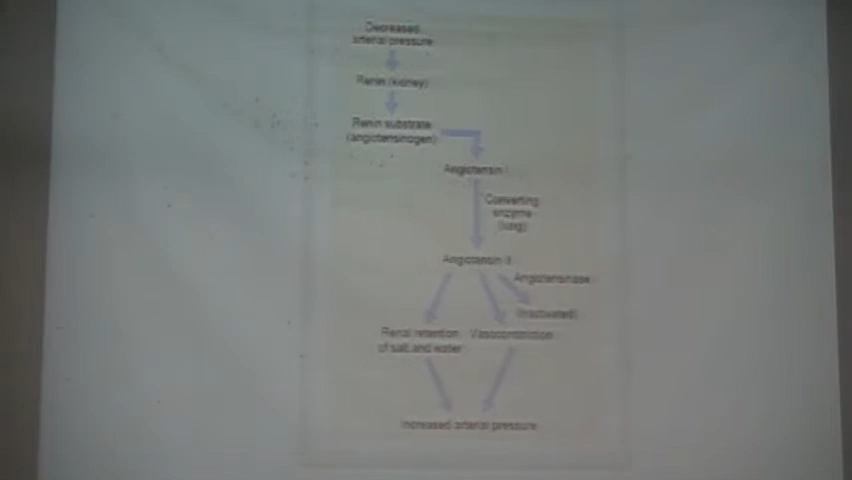 Decreased
arterial pressure
Renin (kidney)
Renin substrate
(angiotensinogen)
Angiotensin I
Converting
enzyme
(lung)
Angiotensin II
Angiotensinase
(Inactivated)
Renal retention
of salt and water
Vasoconstriction
Increased arterial pressure